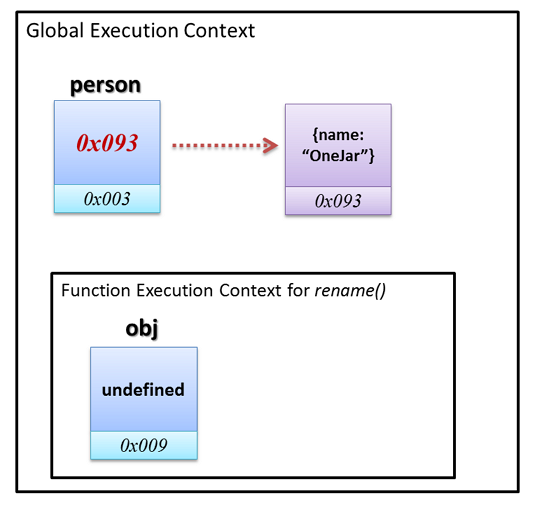 Global Execution Context
person
0x093
0x003
{name:
“OneJar”}
0x093
Function Execution Context for rename()
obj
undefined
0x009